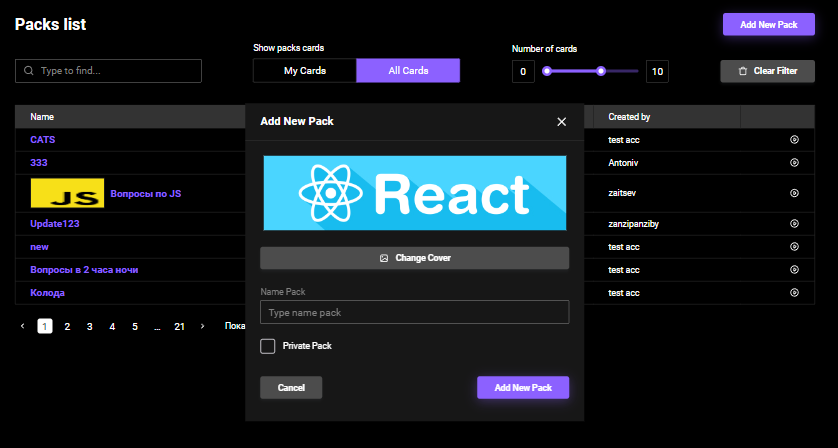 Packs list
Add New Pack
Show packs cards
Number of cards
Type to find...
My Cards
All Cards
0
10
Clear Filter
Name
Created by
CATS
test acc
333
Antoniv
JS
Вопросы по JS
zaitsev
Update123
zanzipanziby
new
test acc
Вопросы в 2 часа ночи
test acc
Колода
test acc
1 2 3 4 5 ... 21
Пока
Add New Pack
React
Change Cover
Name Pack
Type name pack
Private Pack
Cancel
Add New Pack